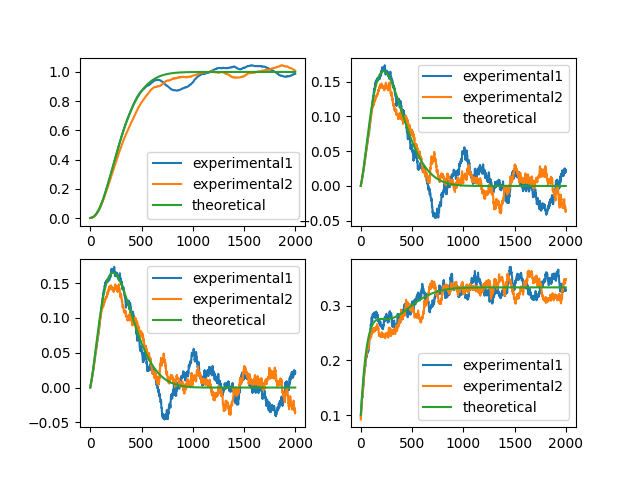 1.0
0.8
0.6
0.4
0.2
0.0
experimental1
experimental2
theoretical
0 500 1000 1500 2000
0.15
0.10
0.05
0.00
−0.05
experimental1
experimental2
theoretical
0 500 1000 1500 2000
0.15
0.10
0.05
0.00
−0.05
experimental1
experimental2
theoretical
0 500 1000 1500 2000
0.3
0.2
0.1
experimental1
experimental2
theoretical
0 500 1000 1500 2000